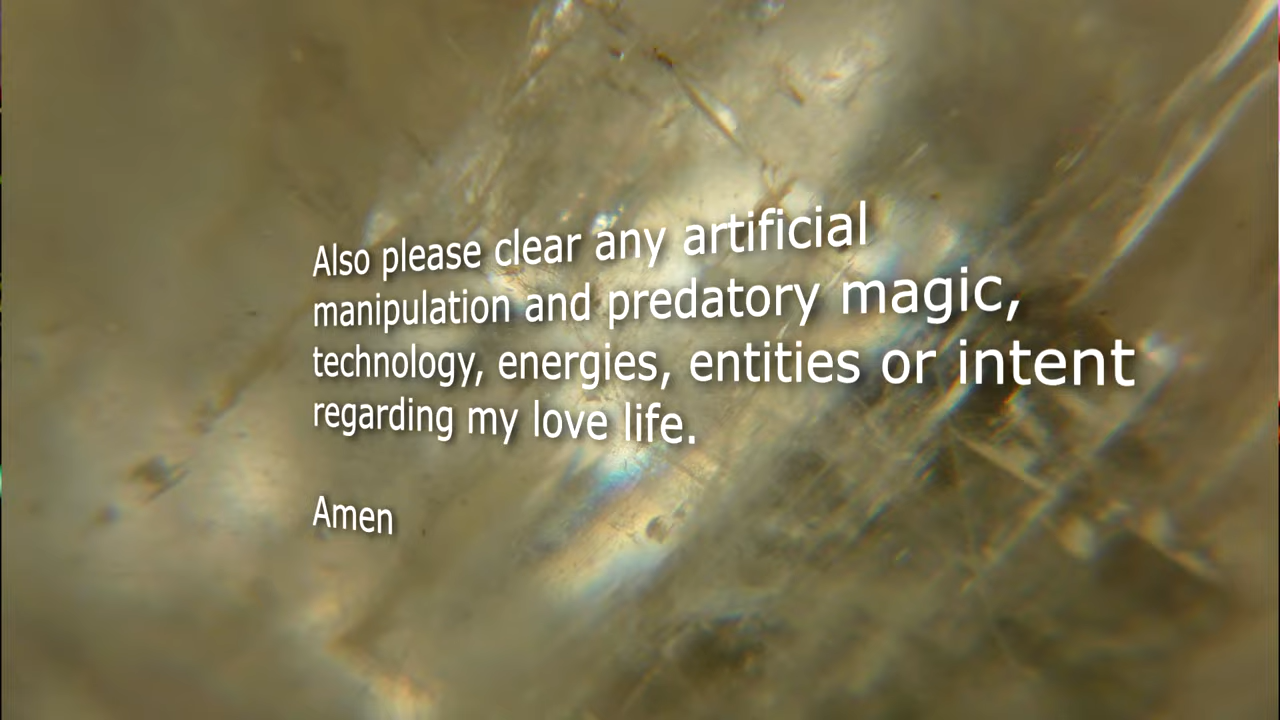 Also please clear any artificial
manipulation and predatory magic,
technology, energies, entities or intent
regarding my love life.
Amen